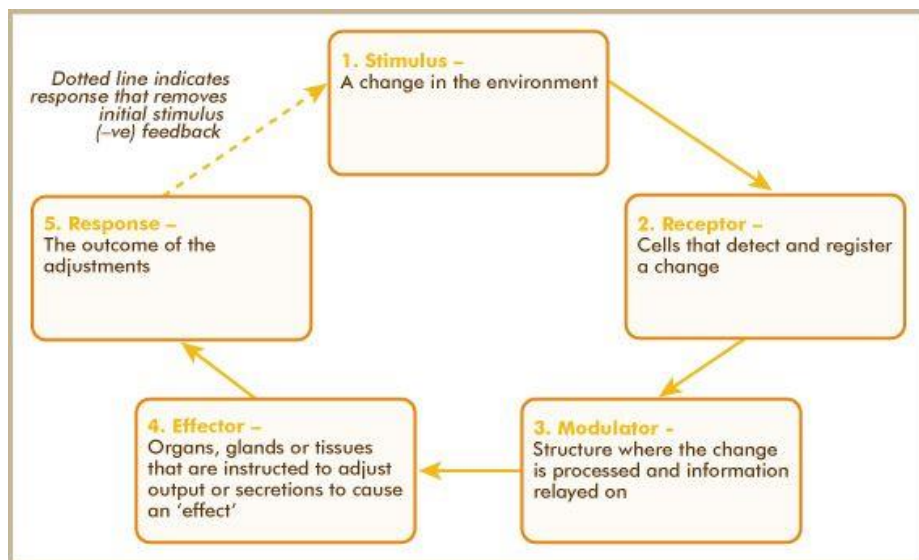 Dotted line indicates
response that removes
initial stimulus
(–ve) feedback
1. Stimulus –
A change in the environment
2. Receptor –
Cells that detect and register
a change
3. Modulator -
Structure where the change
is processed and information
relayed on
4. Effector –
Organs, glands or tissues
that are instructed to adjust
output or secretions to cause
an ‘effect’
5. Response –
The outcome of the
adjustments